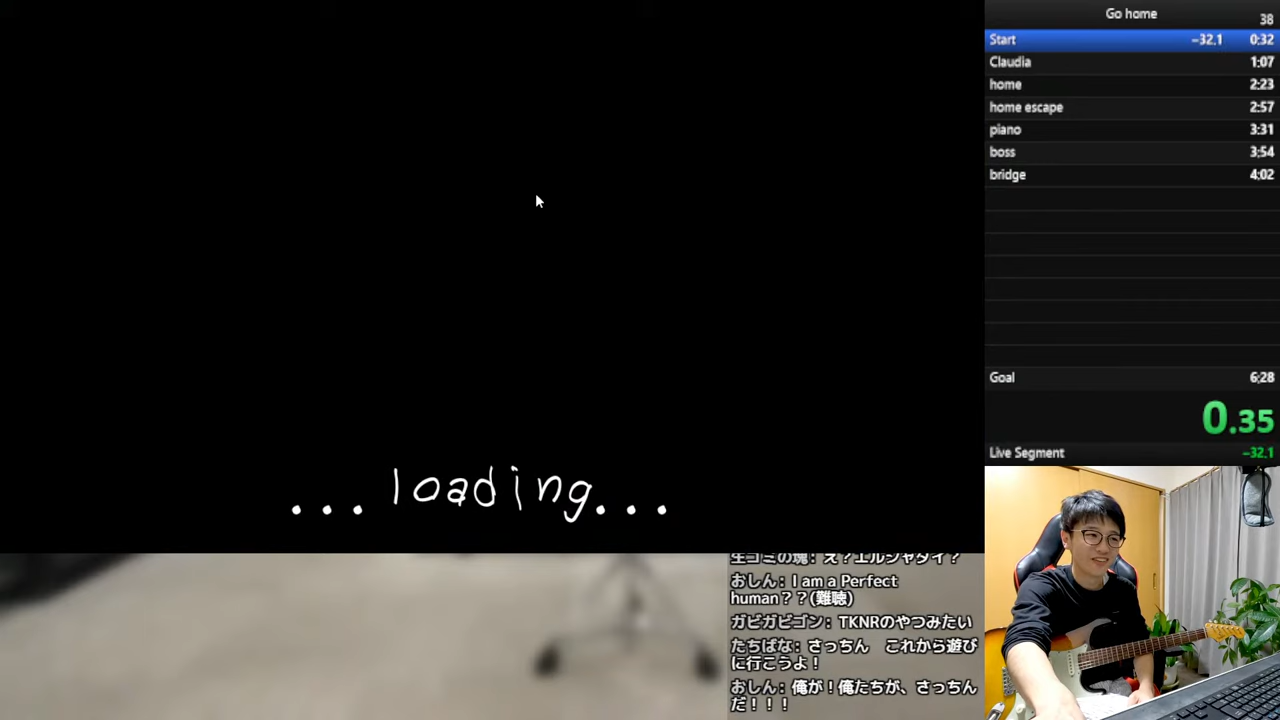 Go home
38
Start -32.1 0:32
Claudia 1:07
home 2:23
home escape 2:57
piano 3:31
boss 3:54
bridge 4:02
Goal 6:28
0.35
Live Segment -32.1
...loading...
生ゴミの塊: え？エルシャダイ？
おしん: I am a Perfect
human？？(難聴)
ガビガビゴン: TKNRのやつみたい
たちばな: さっちん　これから遊び
に行こうよ！
おしん: 俺が！俺たちが、さっちん
だ！！！